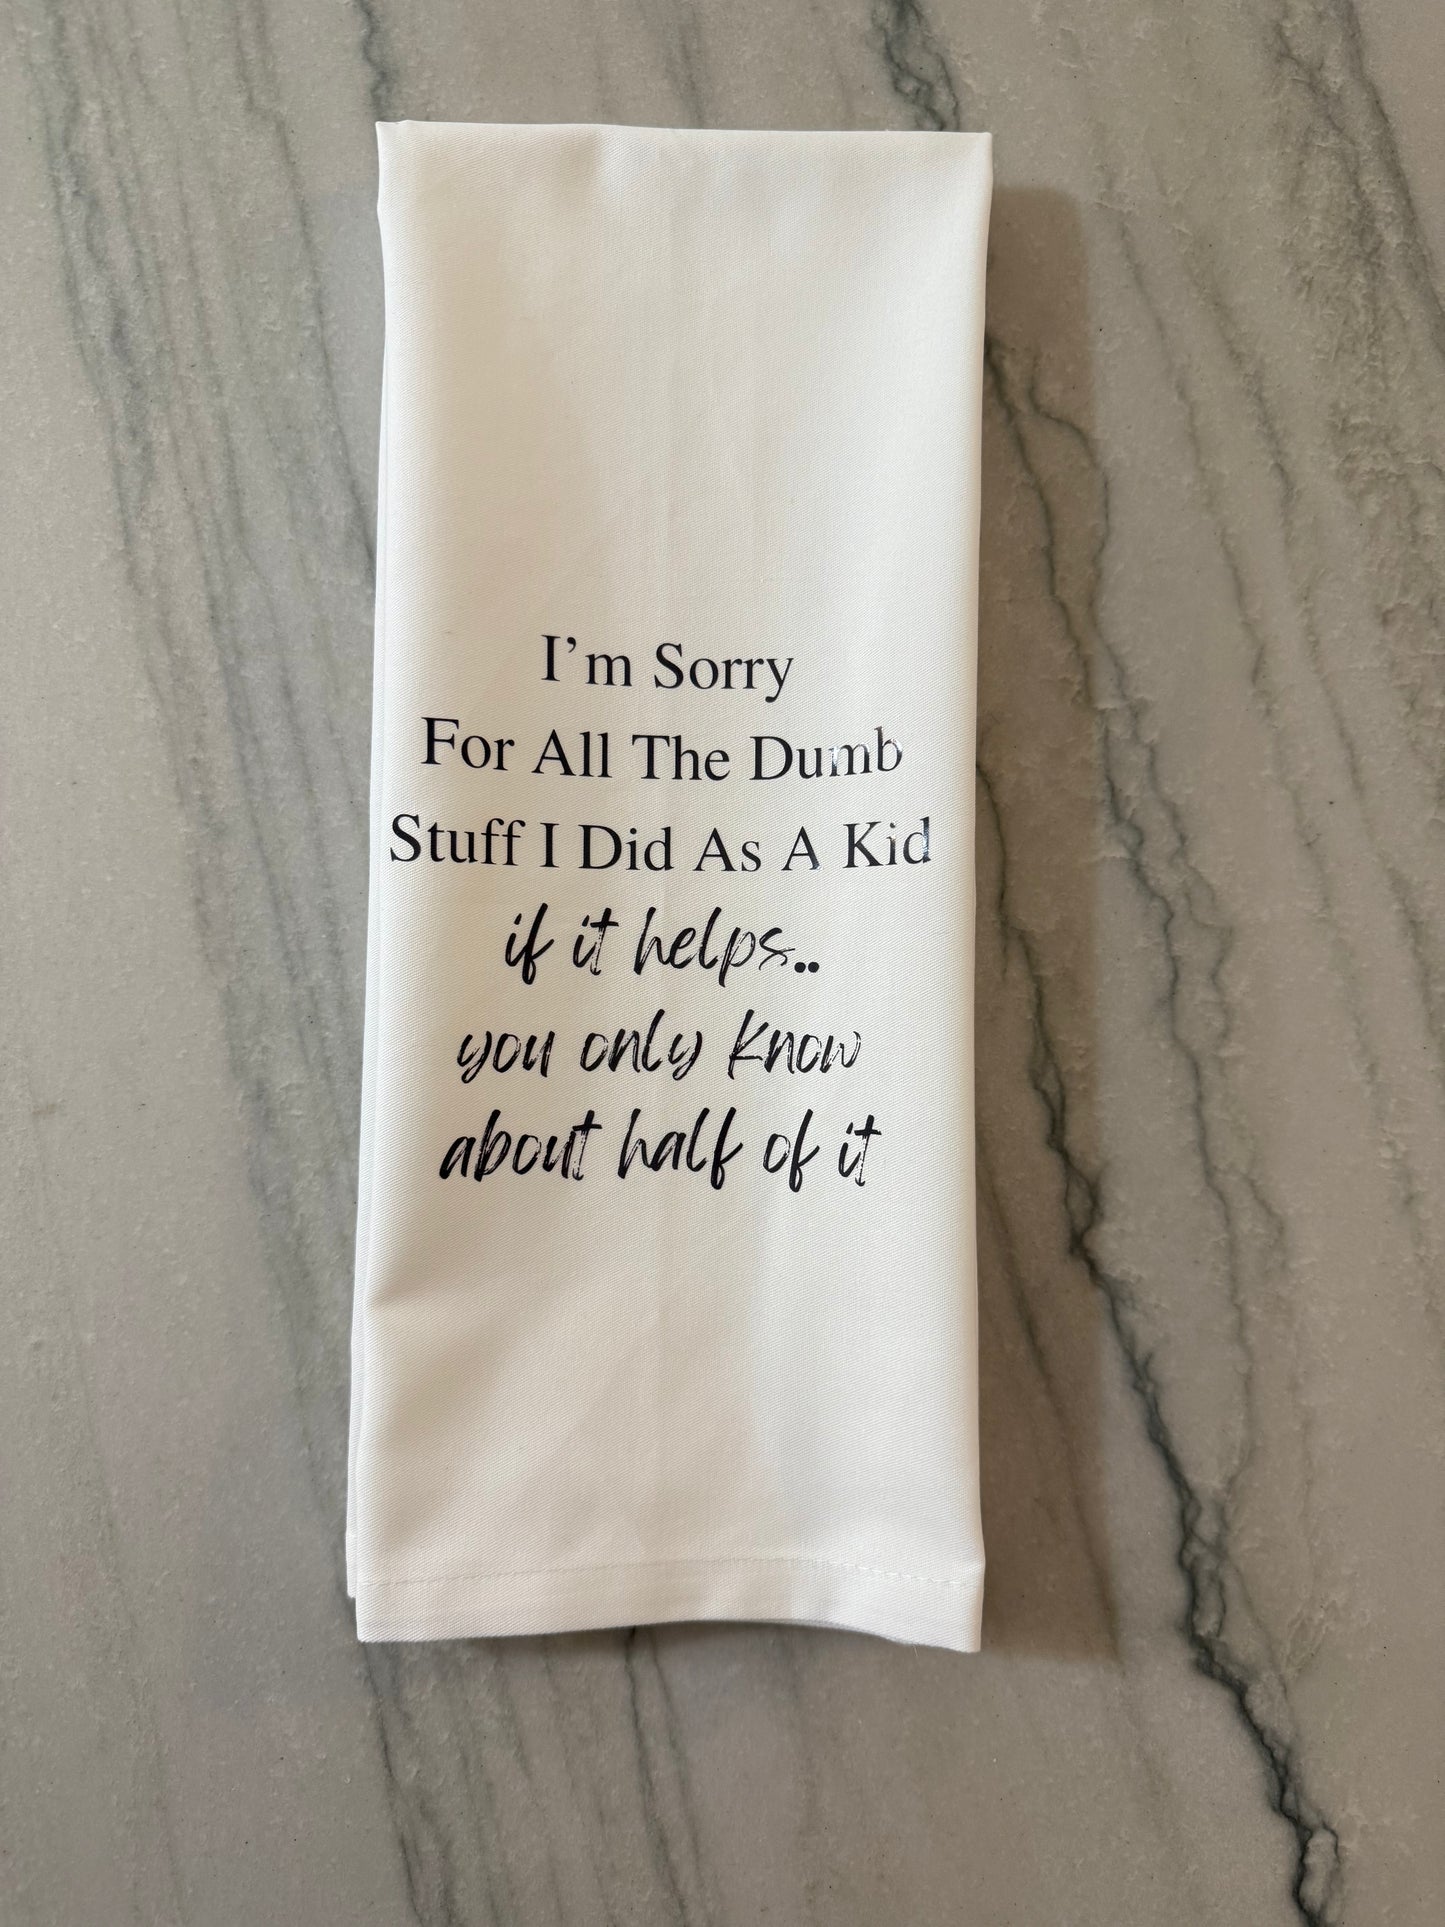 I'm Sorry
For All The Dumb
Stuff I Did As A Kid
if it helps..
you only know
about half of it